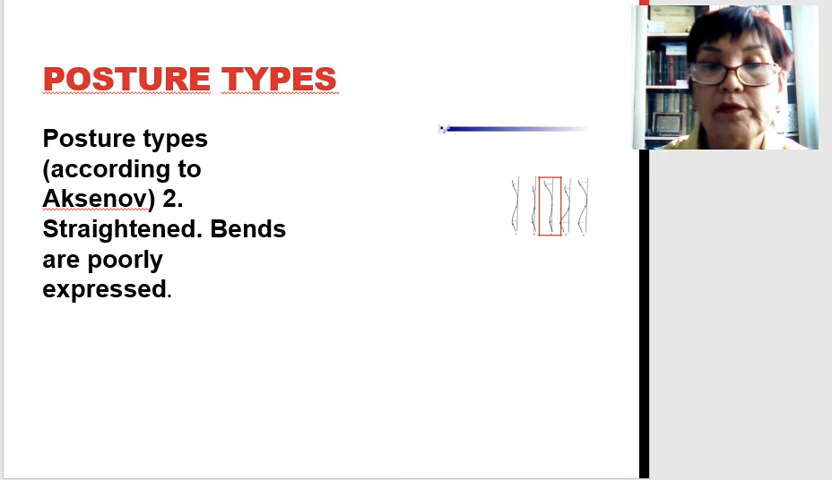 POSTURE TYPES
Posture types
(according to
Aksenov) 2.
Straightened. Bends
are poorly
expressed.